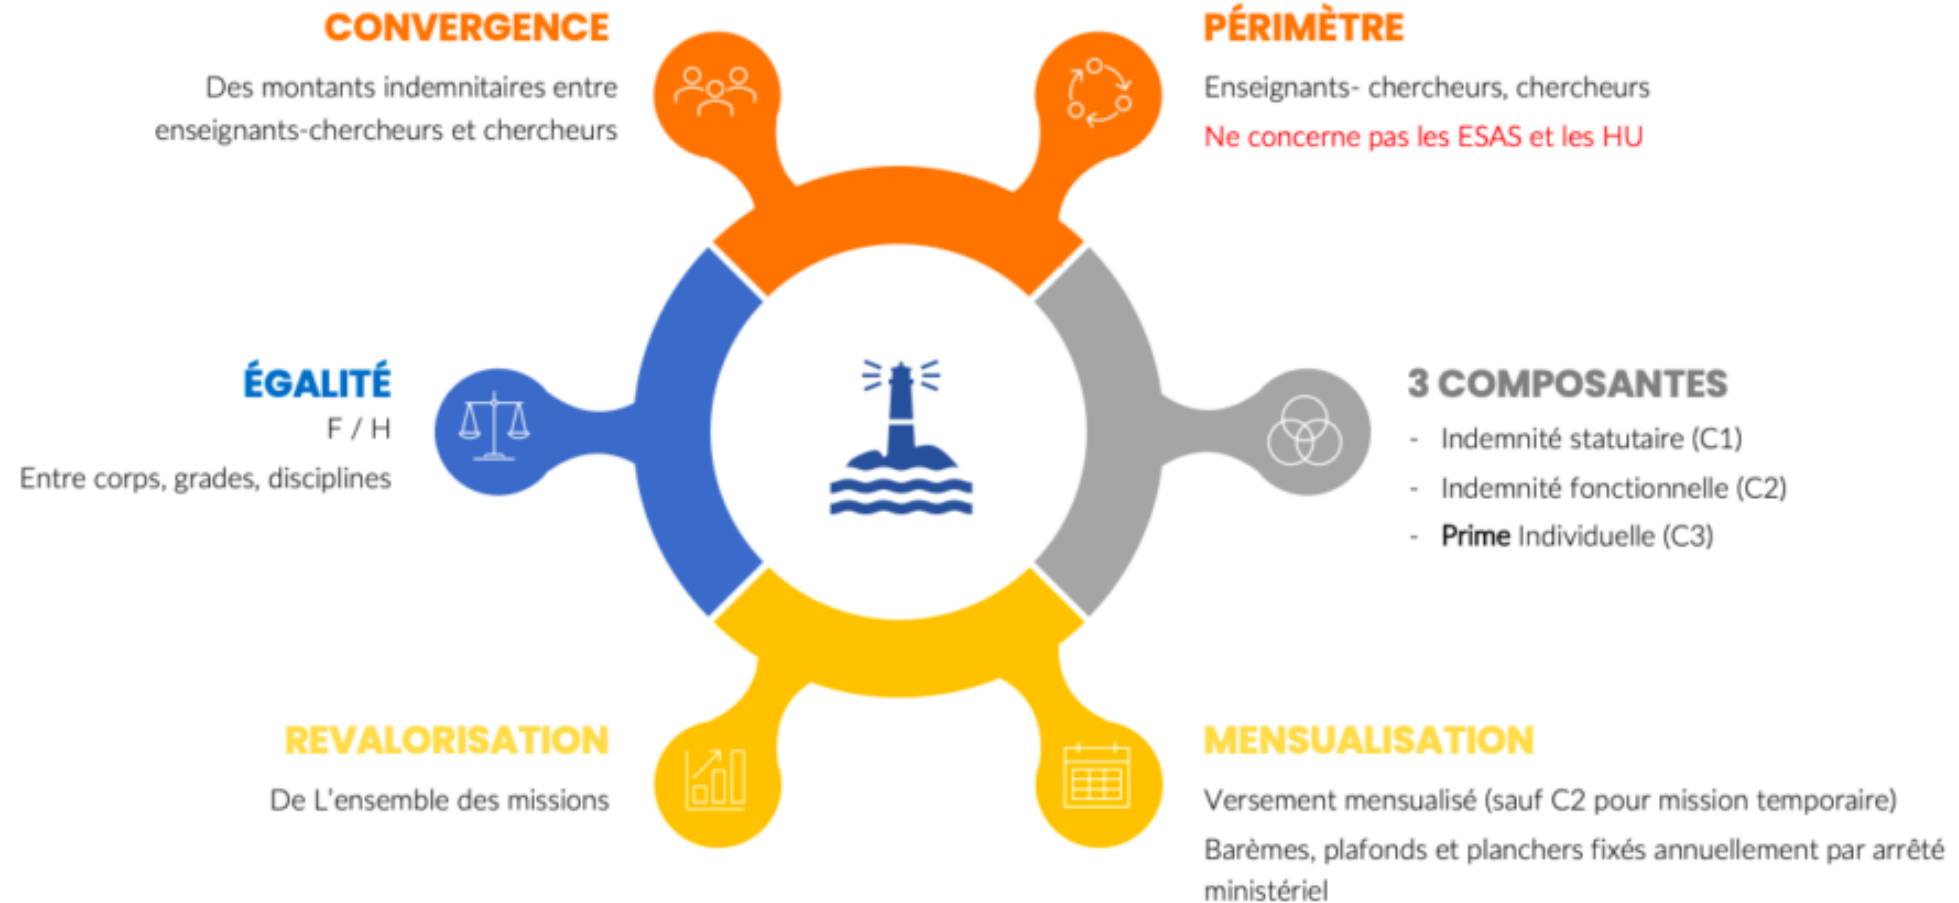 CONVERGENCE
Des montants indemnitaires entre
enseignants-chercheurs et chercheurs
PÉRIMÈTRE
Enseignants- chercheurs, chercheurs
Ne concerne pas les ESAS et les HU
ÉGALITÉ
F / H
Entre corps, grades, disciplines
3 COMPOSANTES
- Indemnité statutaire (C1)
- Indemnité fonctionnelle (C2)
- Prime Individuelle (C3)
REVALORISATION
De L'ensemble des missions
MENSUALISATION
Versement mensualisé (sauf C2 pour mission temporaire)
Barèmes, plafonds et planchers fixés annuellement par arrêté
ministériel